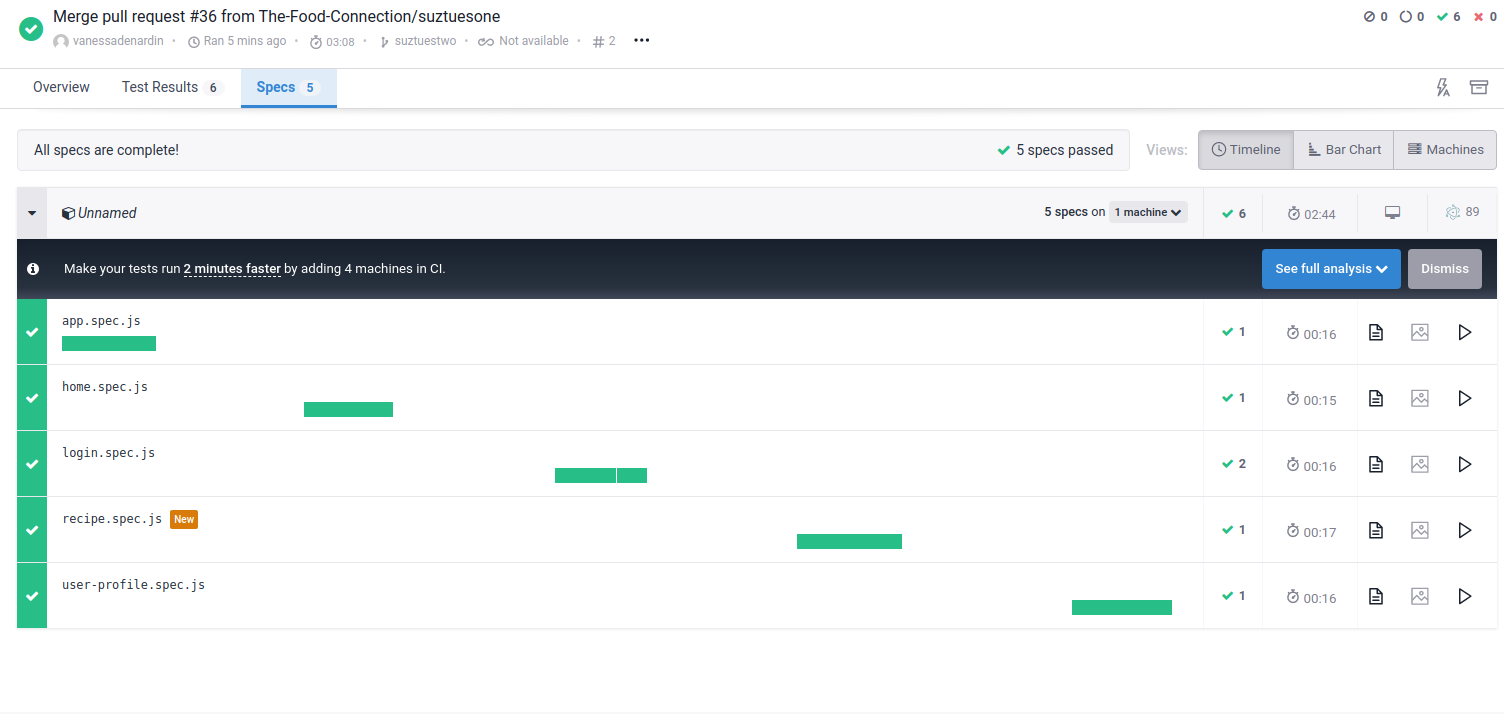 Merge pull request #36 from The-Food-Connection/suztuesone
0 0 6 0
vanessadenardin • Ran 5 mins ago • 03:08 • suztuestwo • Not available • # 2 •••
Overview Test Results 6 Specs 5
All specs are complete! 5 specs passed Views: Timeline Bar Chart Machines
Unnamed 5 specs on 1 machine 6 02:44 89
Make your tests run 2 minutes faster by adding 4 machines in CI. See full analysis Dismiss
app.spec.js
1 00:16
home.spec.js
1 00:15
login.spec.js
2 00:16
recipe.spec.js New
1 00:17
user-profile.spec.js
1 00:16